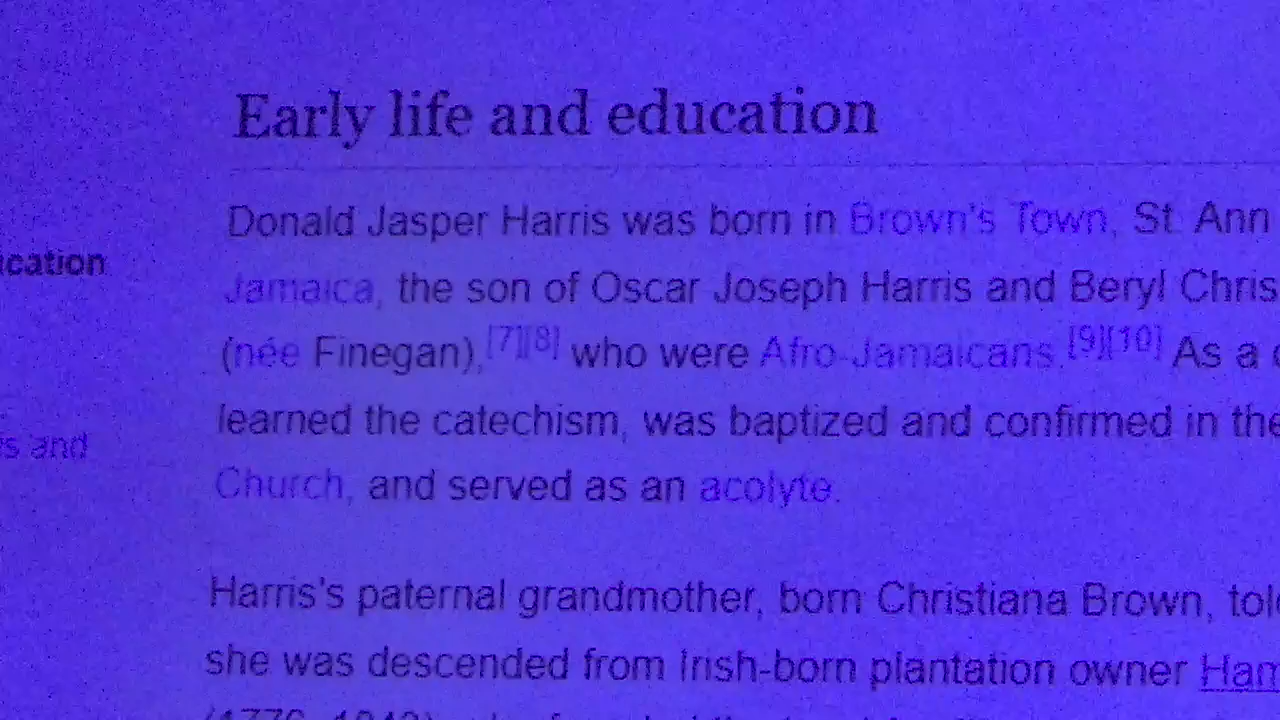 Early life and education
Donald Jasper Harris was born in Brown's Town, St. Ann
ication
Jamaica, the son of Oscar Joseph Harris and Beryl Chris
(née Finegan),[7][8] who were Afro-Jamaicans.[9][10] As a
learned the catechism, was baptized and confirmed in the
s and
Church, and served as an acolyte.
Harris's paternal grandmother, born Christiana Brown, tol
she was descended from Irish-born plantation owner Ham